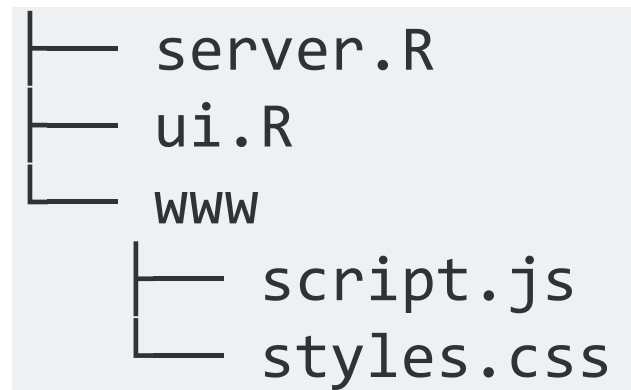 ├── server.R
├── ui.R
└── www
    ├── script.js
    └── styles.css